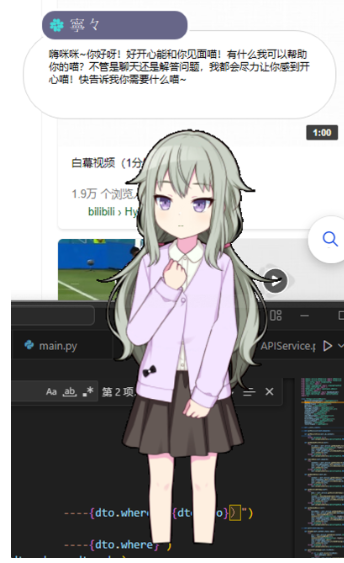 寧々
嗨咪咪~你好呀！好开心能和你见面喵！有什么我可以帮助
你的喵？不管是聊天还是解答问题，我都会尽力让你感到开
心喵！快告诉我你需要什么喵~
1:00
白幕视频（1分
1.9万 个浏览
bilibili › Hy
main.py
APIService.p
Aa ab .* 第 2 项
----{dto.where {dto o}")
----{dto.where} ")